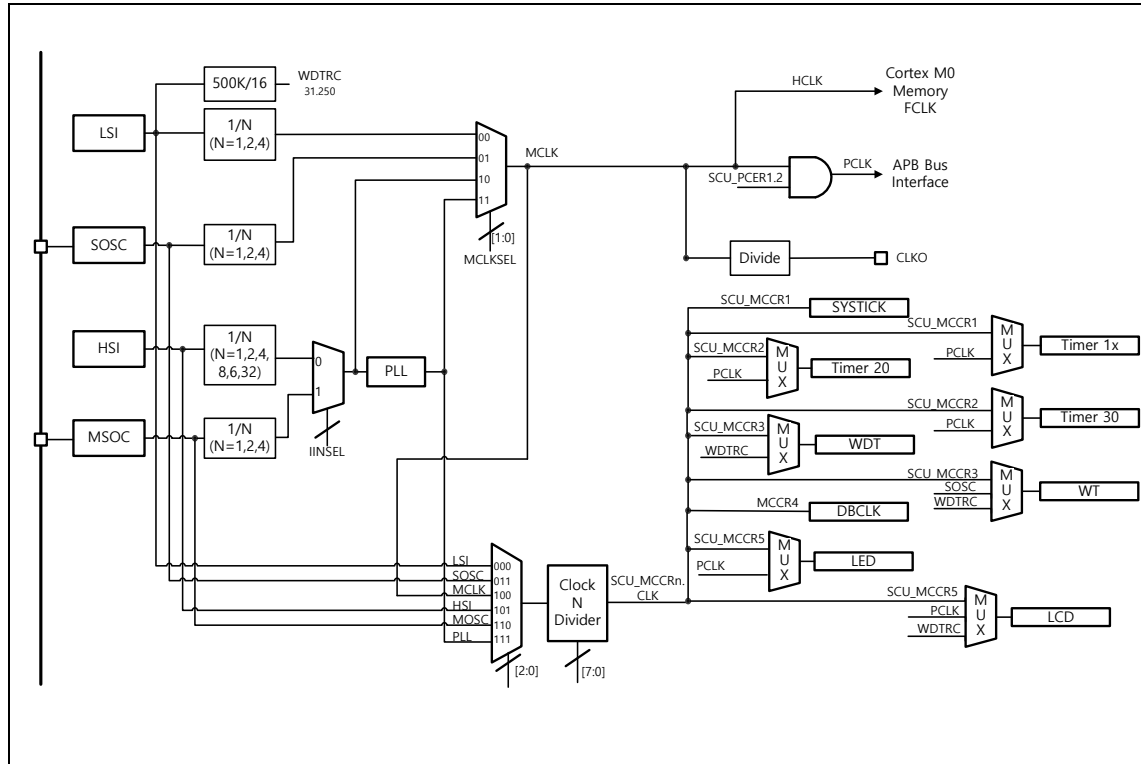 500K/16
WDTRC
31.250
HCLK
Cortex M0
Memory
FCLK
LSI
1/N
(N=1,2,4)
00
01
10
11
MCLK
SCU_PCER1.2
PCLK
APB Bus
Interface
[1:0]
MCLKSEL
SOSC
1/N
(N=1,2,4)
Divide
CLKO
HSI
1/N
(N=1,2,4,
8,6,32)
0
1
PLL
IINSEL
MSOC
1/N
(N=1,2,4)
SCU_MCCR1
SYSTICK
SCU_MCCR1
PCLK
MUX
Timer 1x
SCU_MCCR2
PCLK
MUX
Timer 20
SCU_MCCR2
PCLK
MUX
Timer 30
SCU_MCCR3
WDTRC
MUX
WDT
SCU_MCCR3
SOSC
WDTRC
MUX
WT
MCCR4
DBCLK
SCU_MCCR5
PCLK
MUX
LED
SCU_MCCR5
PCLK
WDTRC
MUX
LCD
LSI 000
SOSC 011
MCLK 100
HSI 101
MOSC 110
PLL 111
[2:0]
Clock
N
Divider
[7:0]
SCU_MCCRn.
CLK